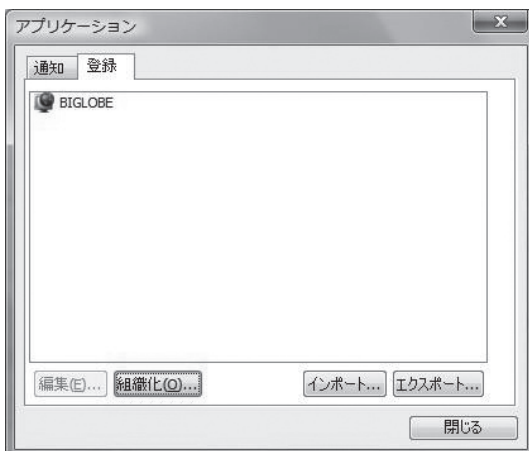 アプリケーション
通知 登録
BIGLOBE
編集(E)... 組織化(O)... インポート... エクスポート...
閉じる